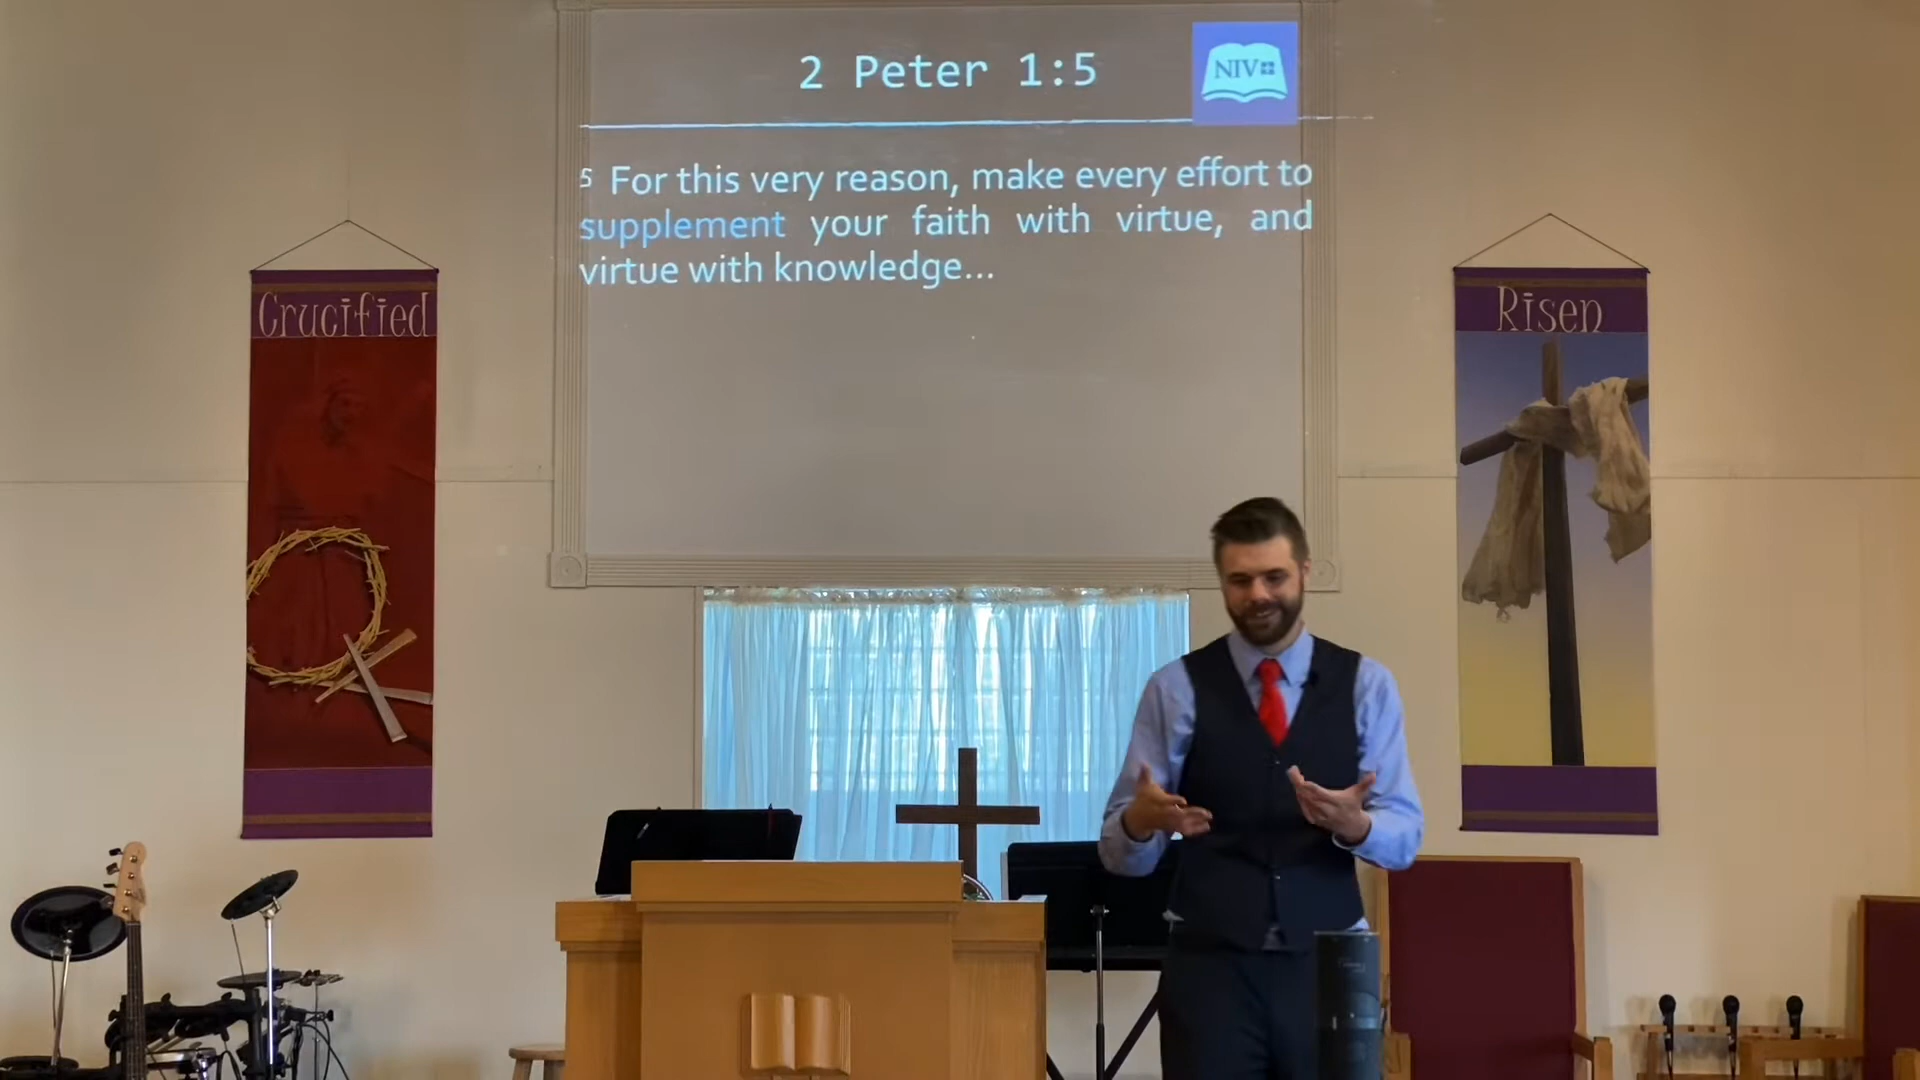 2 Peter 1:5
NIV
5 For this very reason, make every effort to
supplement your faith with virtue, and
virtue with knowledge...
Crucified
Risen